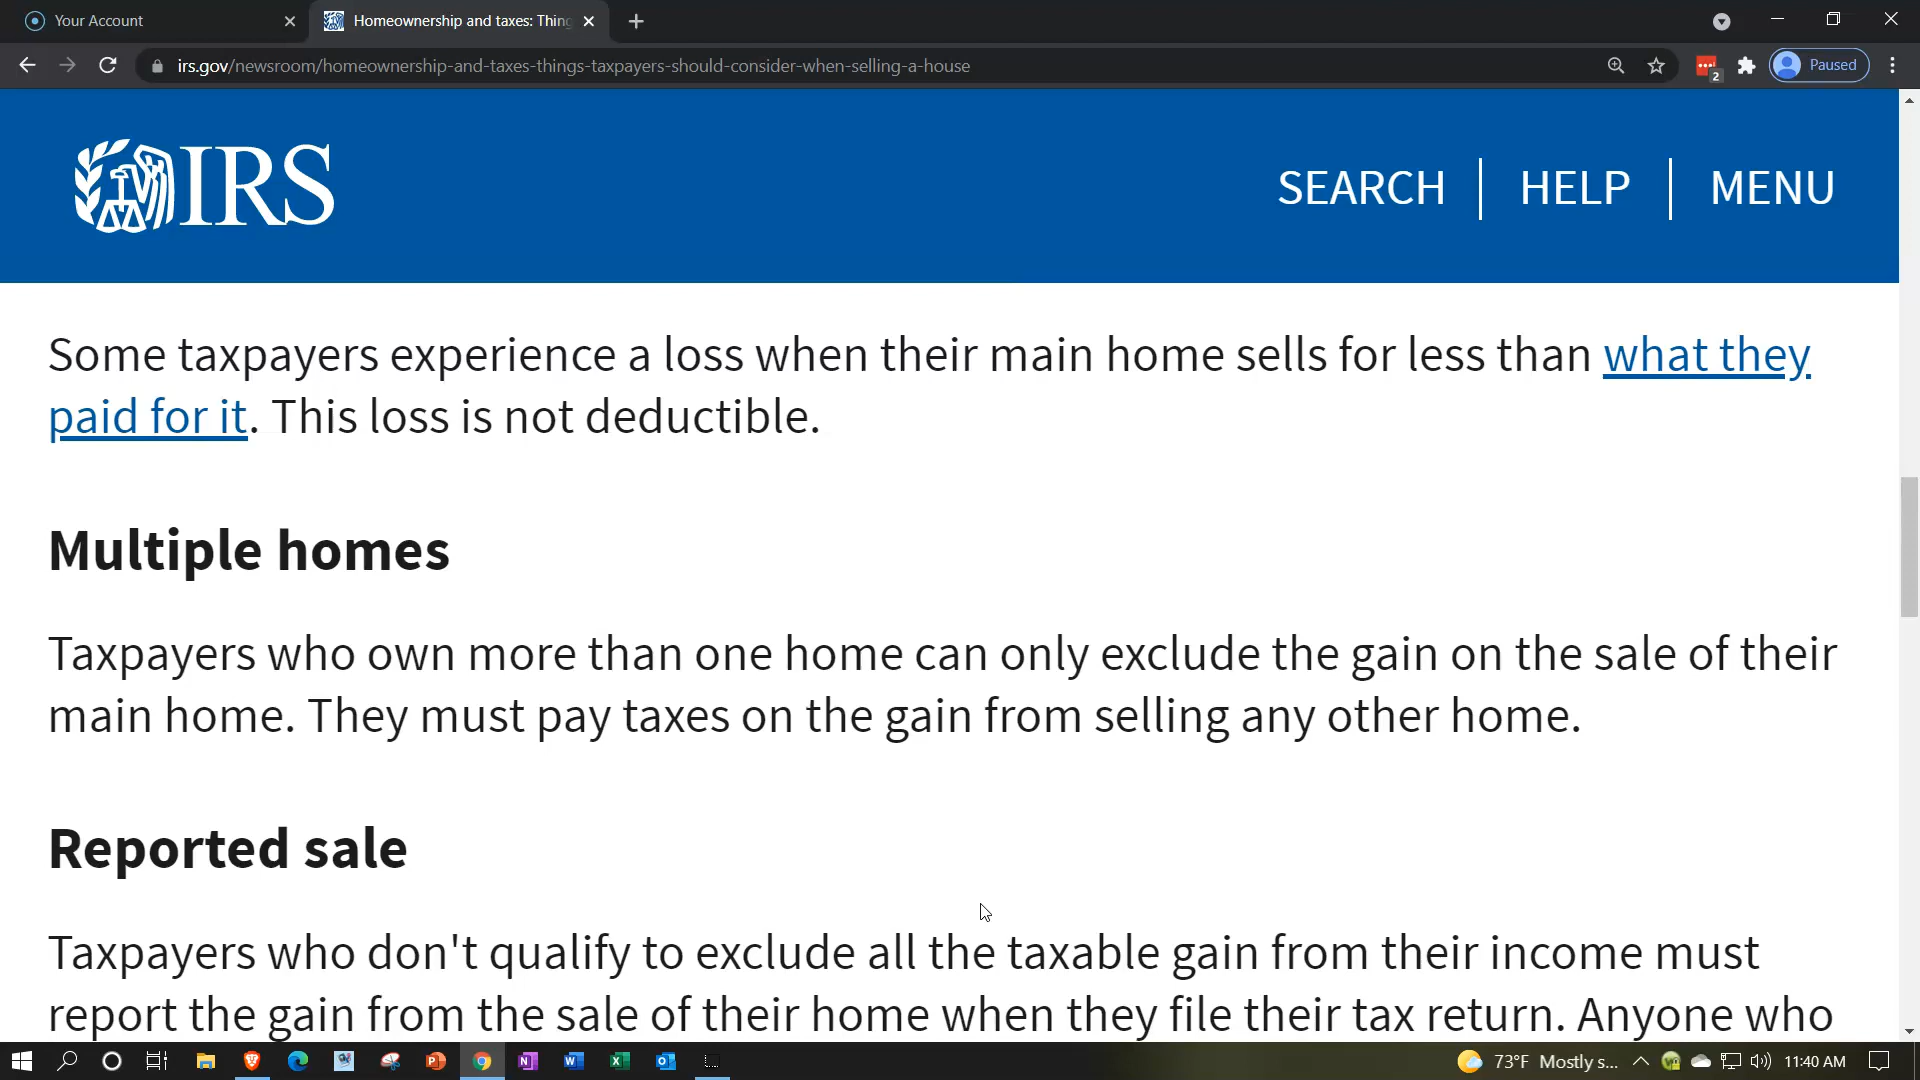 Your Account
Homeownership and taxes: Thing
irs.gov/newsroom/homeownership-and-taxes-things-taxpayers-should-consider-when-selling-a-house
2
Paused
IRS
SEARCH
HELP
MENU
Some taxpayers experience a loss when their main home sells for less than what they
paid for it. This loss is not deductible.
Multiple homes
Taxpayers who own more than one home can only exclude the gain on the sale of their
main home. They must pay taxes on the gain from selling any other home.
Reported sale
Taxpayers who don't qualify to exclude all the taxable gain from their income must
report the gain from the sale of their home when they file their tax return. Anyone who
73°F Mostly s...
11:40 AM